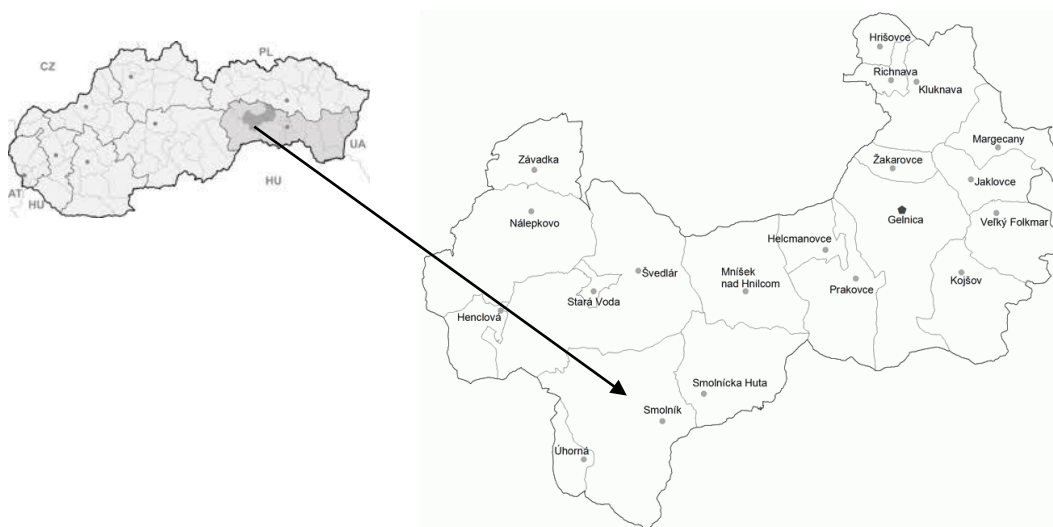 PL
CZ
UA
HU
AT
HU
Hrišovce
Richnava
Kluknava
Margecany
Žakarovce
Jaklovce
Závadka
Nálepkovo
Gelnica
Veľký Folkmar
Helcmanovce
Švedlár
Mníšek
nad Hnilcom
Kojšov
Prakovce
Stará Voda
Henclová
Smolnícka Huta
Smolník
Úhorná